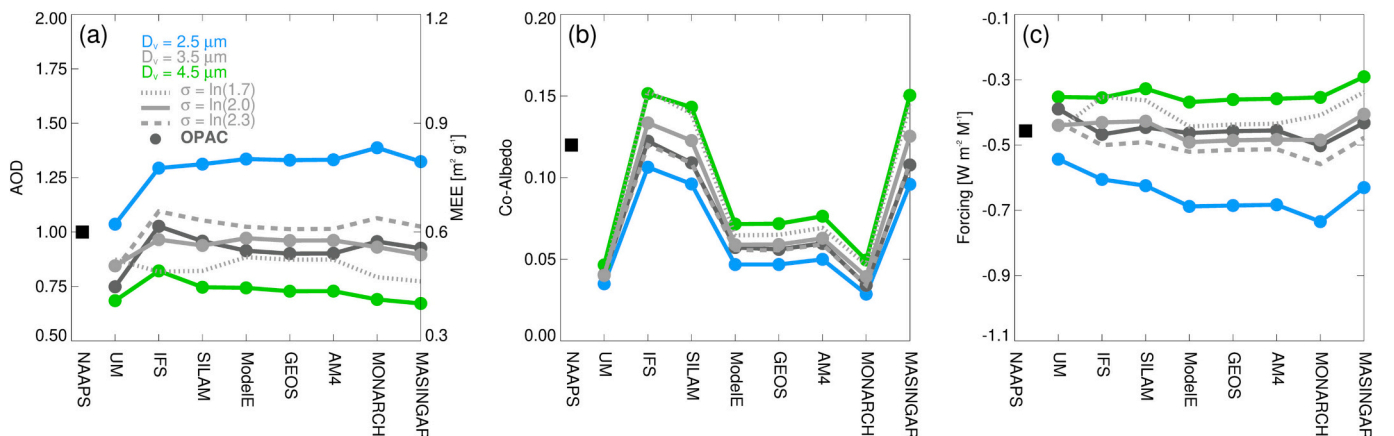 (a)
2.00
1.75
1.50
1.25
1.00
0.75
0.50
AOD
D_v = 2.5 μm
D_v = 3.5 μm
D_v = 4.5 μm
σ = ln(1.7)
σ = ln(2.0)
σ = ln(2.3)
OPAC
1.2
0.9
0.6
0.3
MEE [m² g⁻¹]
NAAPS
UM
IFS
SILAM
ModelE
GEOS
AM4
MONARCH
MASINGAR
(b)
0.20
0.15
0.10
0.05
0.00
Co-Albedo
NAAPS
UM
IFS
SILAM
ModelE
GEOS
AM4
MONARCH
MASINGAR
(c)
-0.1
-0.3
-0.5
-0.7
-0.9
-1.1
Forcing [W m⁻² M⁻¹]
NAAPS
UM
IFS
SILAM
ModelE
GEOS
AM4
MONARCH
MASINGAR